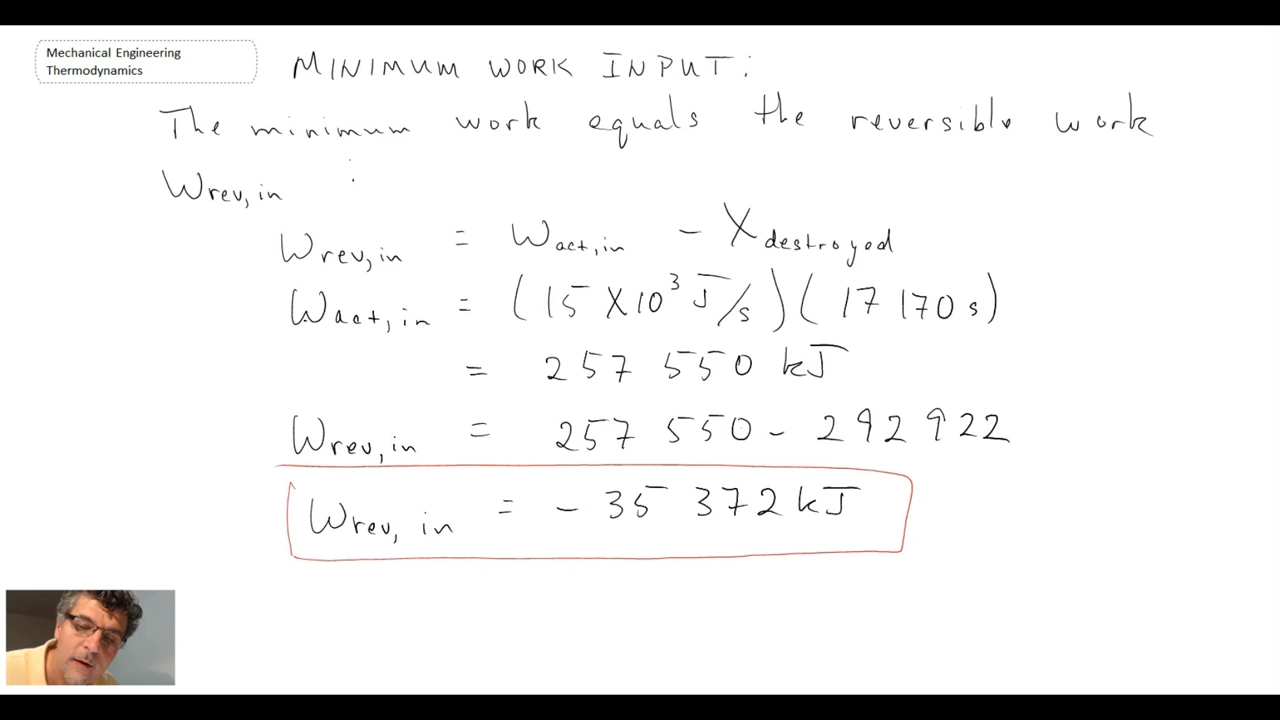 Mechanical Engineering
Thermodynamics
MINIMUM WORK INPUT:
The minimum work equals the reversible work
Wrev,in :
Wrev,in = Wact,in - Xdestroyed
Wact,in = (15 X10³ J/s)(17 170 s)
= 257 550 kJ
Wrev,in = 257 550 - 292 922
Wrev, in = - 35 372 kJ